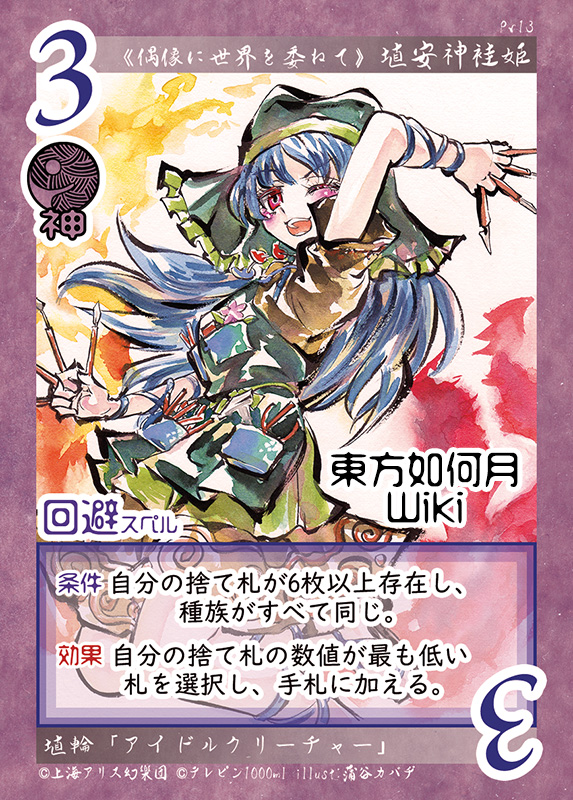 Pr13
3
《偶像に世界を委ねて》 埴安神袿姫
神
東方如何月
Wiki
回避スペル
条件 自分の捨て札が6枚以上存在し、
種族がすべて同じ。
効果 自分の捨て札の数値が最も低い
札を選択し、手札に加える。
3
埴輪「アイドルクリーチャー」
©上海アリス幻樂団 ©テレピン1000ml illust:蒲谷カバヂ